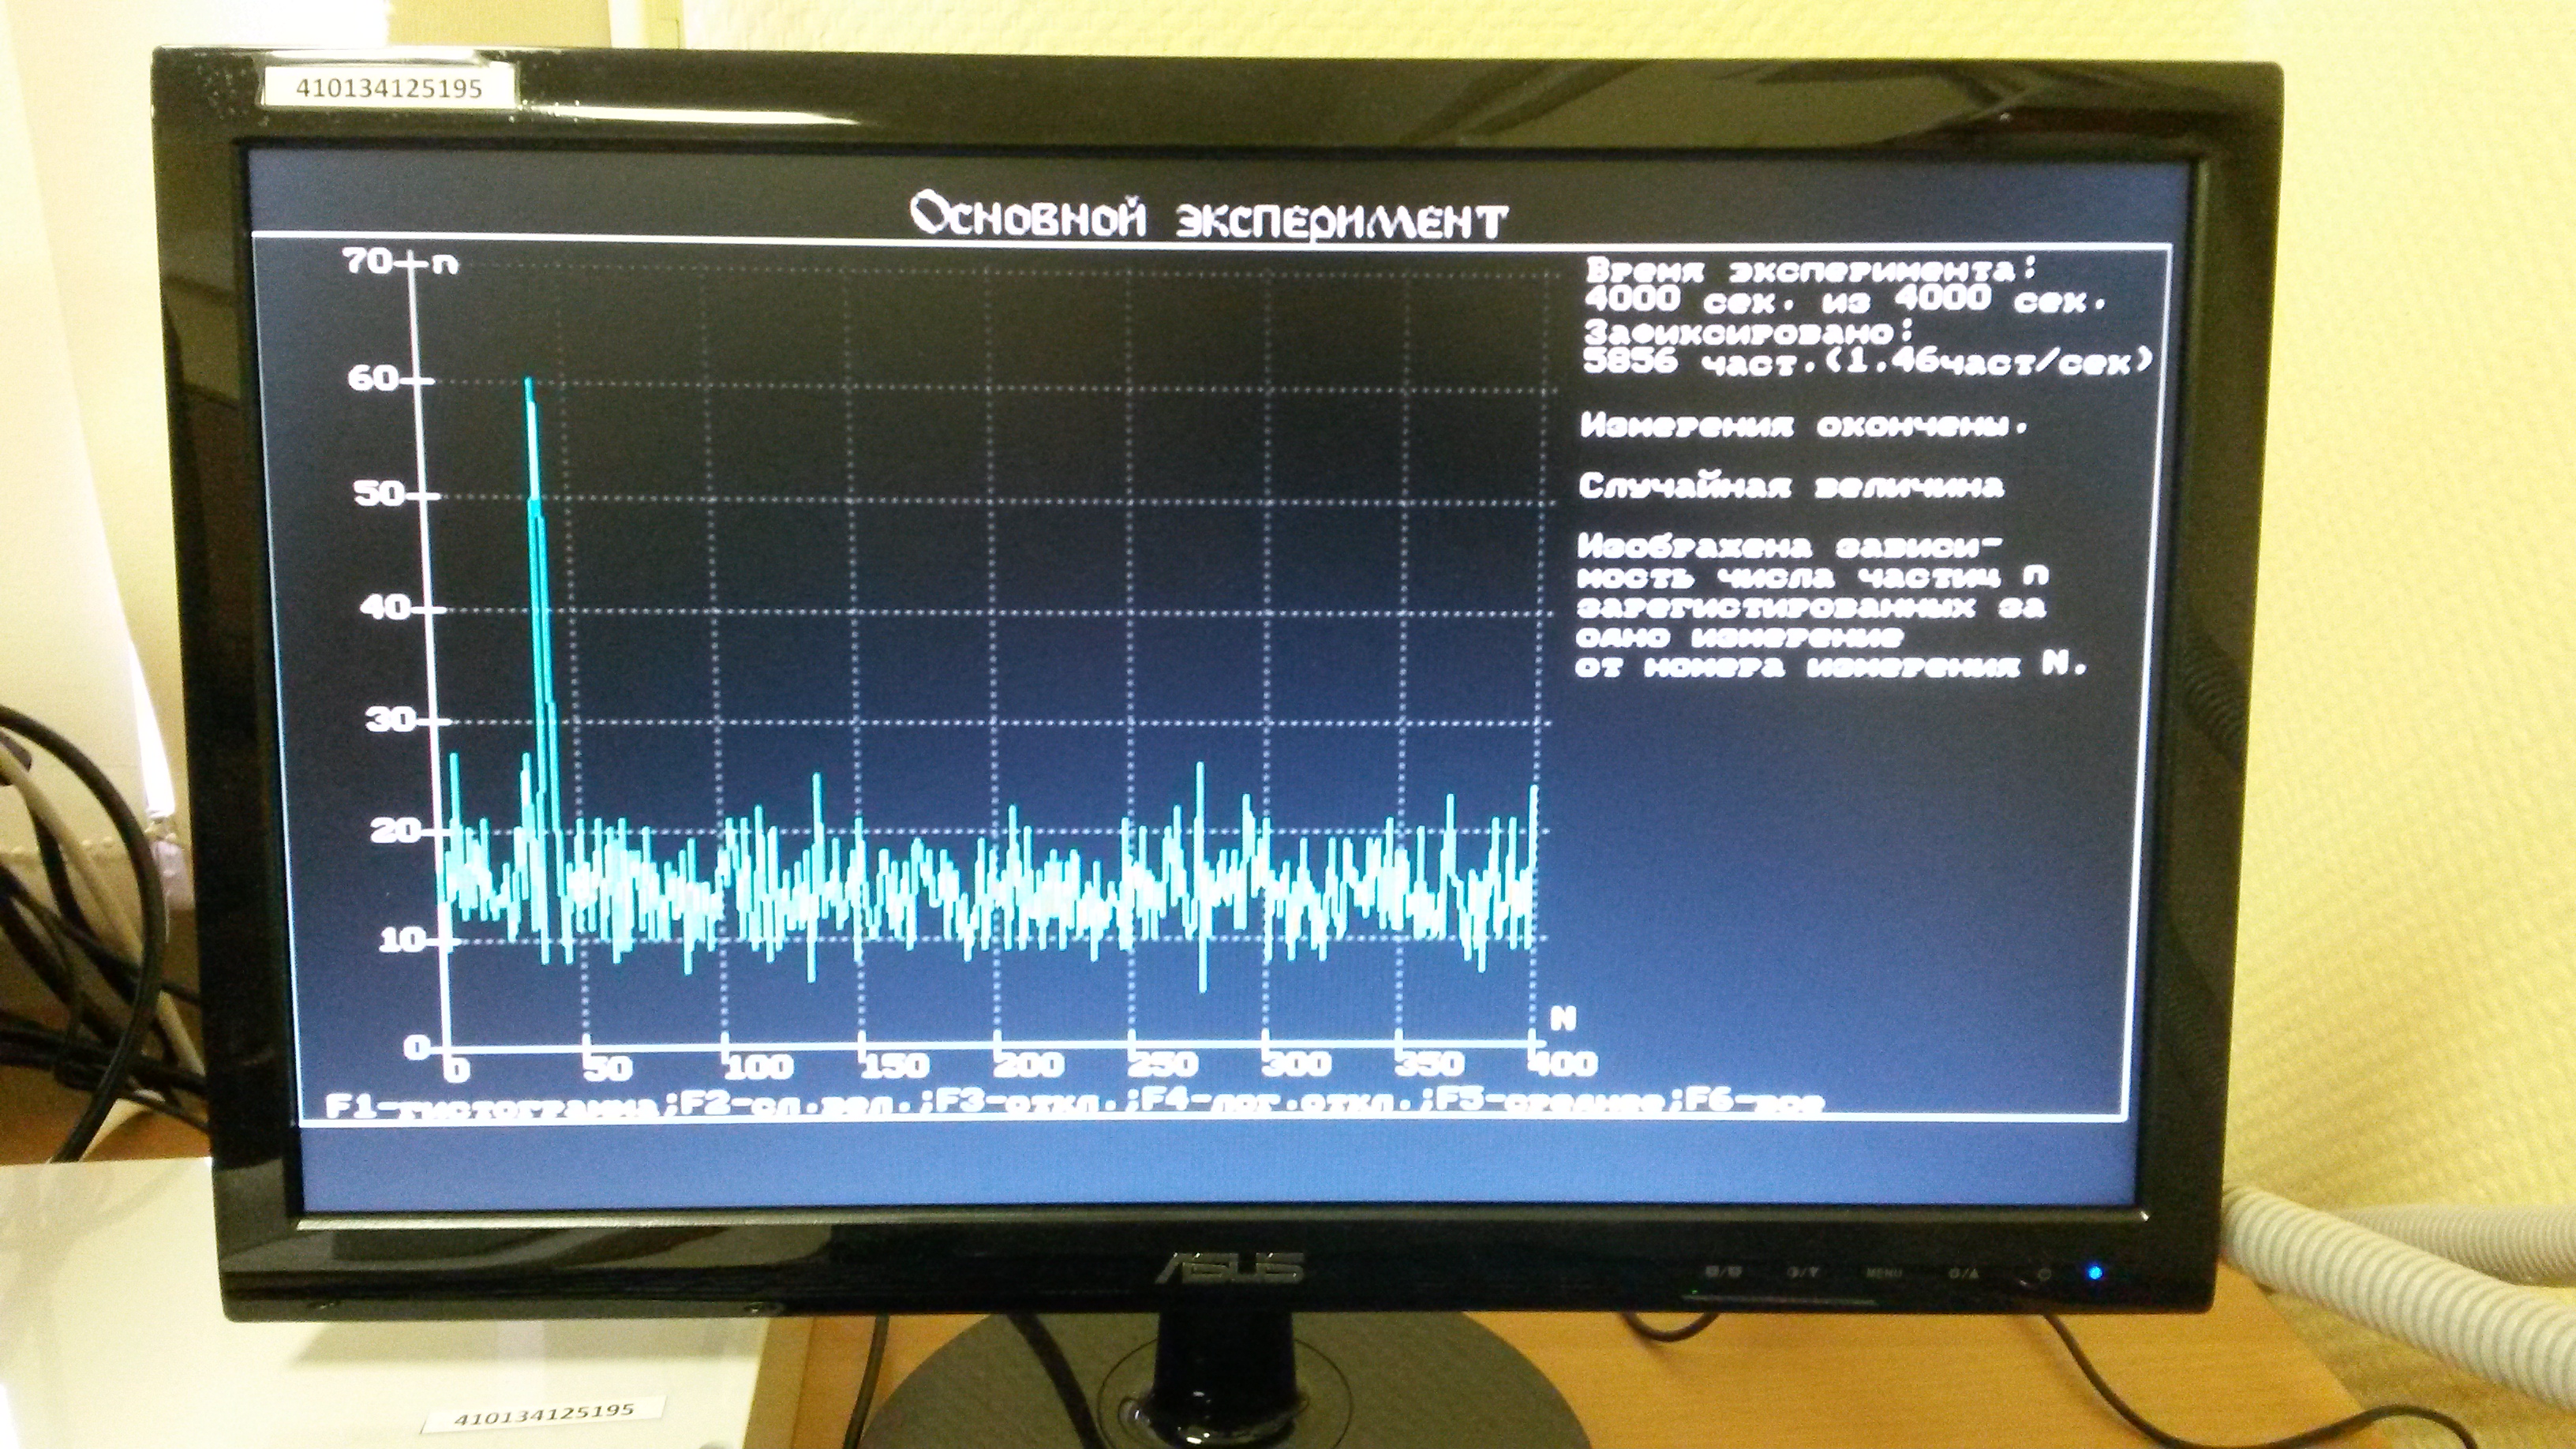 410134125195
Основной эксперимент
70 n
60
50
40
30
20
10
0
0 50 100 150 200 250 300 350 400
N
Время эксперимента:
4000 сек. из 4000 сек.
Зафиксировано:
5856 част.(1.46част/сек)
Измерения окончены.
Случайная величина
Изображена зависи-
мость числа частиц n
зарегистированных за
одно измерение
от номера измерения N.
F1-гистограмма;F2-сл.вел.;F3-откл.;F4-лог.откл.;F5-среднее;F6-все
ASUS
MENU
410134125195